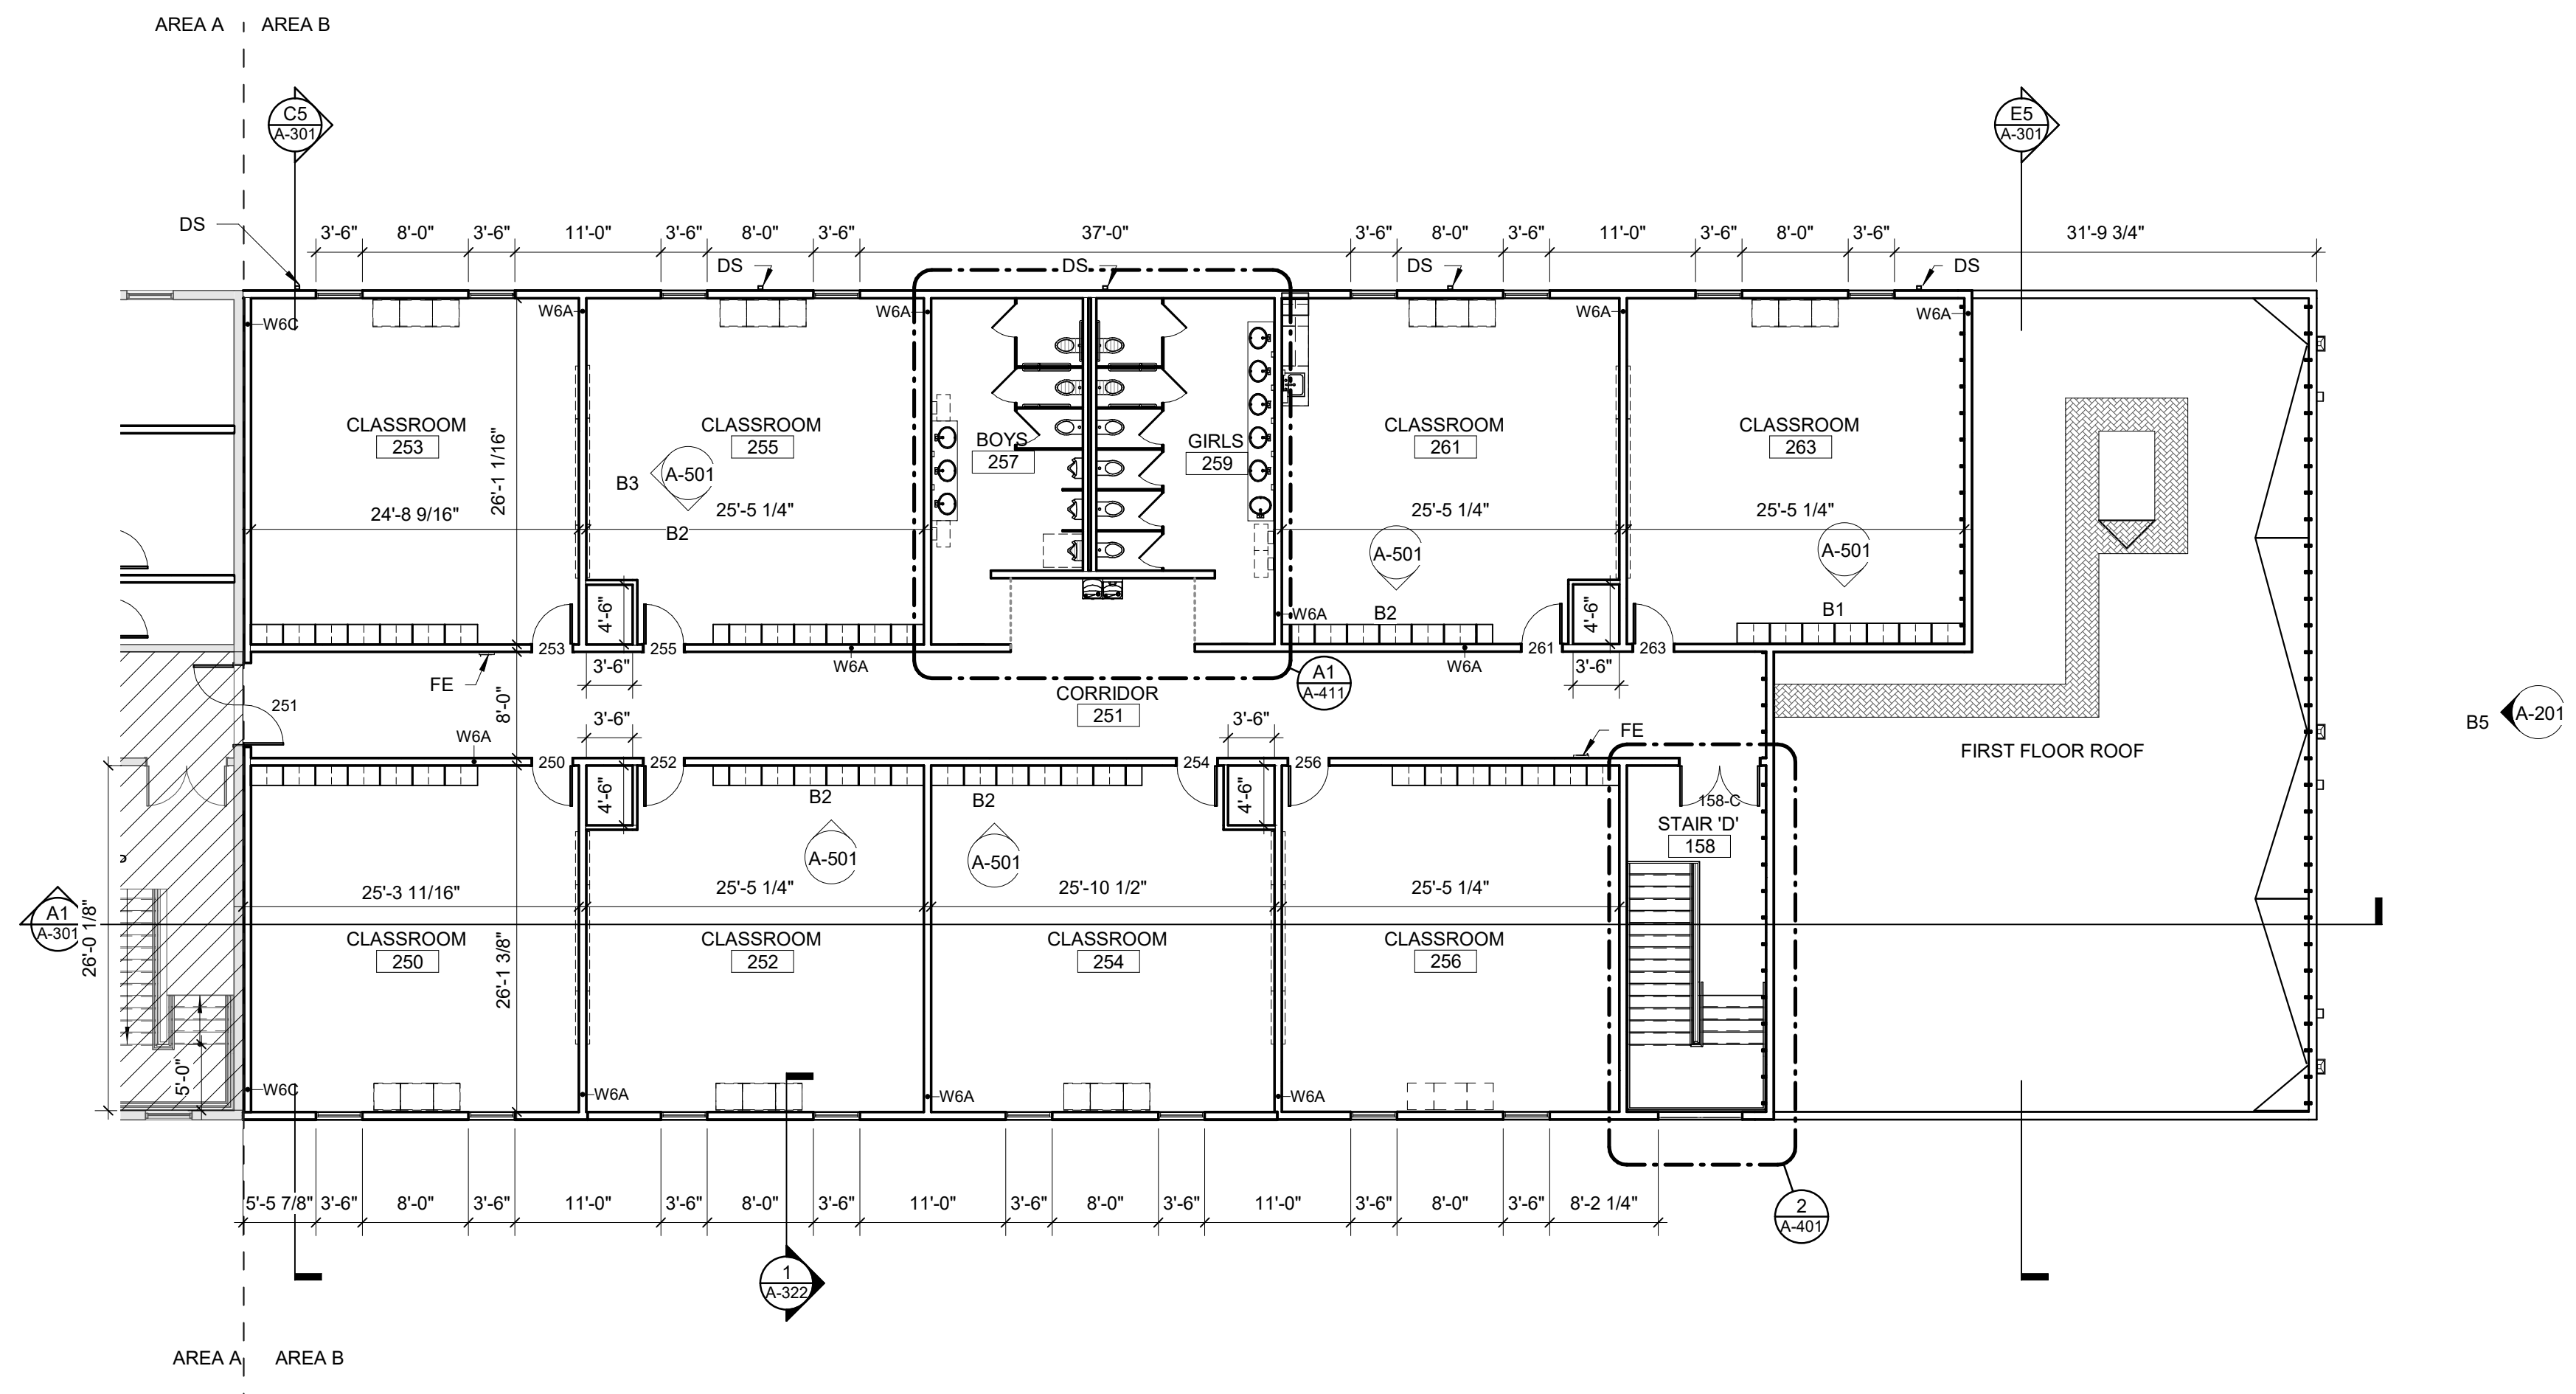 AREA A AREA B
C5
A-301
E5
A-301
DS
3'-6" 8'-0" 3'-6" 11'-0" 3'-6" 8'-0" 3'-6" 37'-0" 3'-6" 8'-0" 3'-6" 11'-0" 3'-6" 8'-0" 3'-6" 31'-9 3/4"
DS DS DS DS
W6C W6A W6A W6A W6A
CLASSROOM
253
26'-1 1/16"
24'-8 9/16"
CLASSROOM
255
B3 A-501
B2
25'-5 1/4"
BOYS
257
GIRLS
259
CLASSROOM
261
25'-5 1/4"
A-501
B2
CLASSROOM
263
25'-5 1/4"
A-501
B1
4'-6" W6A 4'-6"
253 255 261 263
3'-6" W6A W6A 3'-6"
FE
A1
A-411
CORRIDOR
251
251
8'-0"
3'-6" 3'-6"
W6A
FE
B5 A-201
FIRST FLOOR ROOF
250 252 254 256
4'-6" 4'-6"
B2 B2
158-C
STAIR 'D'
158
A-501 A-501
25'-3 11/16" 25'-5 1/4" 25'-10 1/2" 25'-5 1/4"
A1
A-301
26'-0 1/8"
CLASSROOM
250
26'-1 3/8"
CLASSROOM
252
CLASSROOM
254
CLASSROOM
256
5'-0"
W6C W6A W6A W6A
5'-5 7/8" 3'-6" 8'-0" 3'-6" 11'-0" 3'-6" 8'-0" 3'-6" 11'-0" 3'-6" 8'-0" 3'-6" 11'-0" 3'-6" 8'-0" 3'-6" 8'-2 1/4"
2
A-401
1
A-322
AREA A AREA B